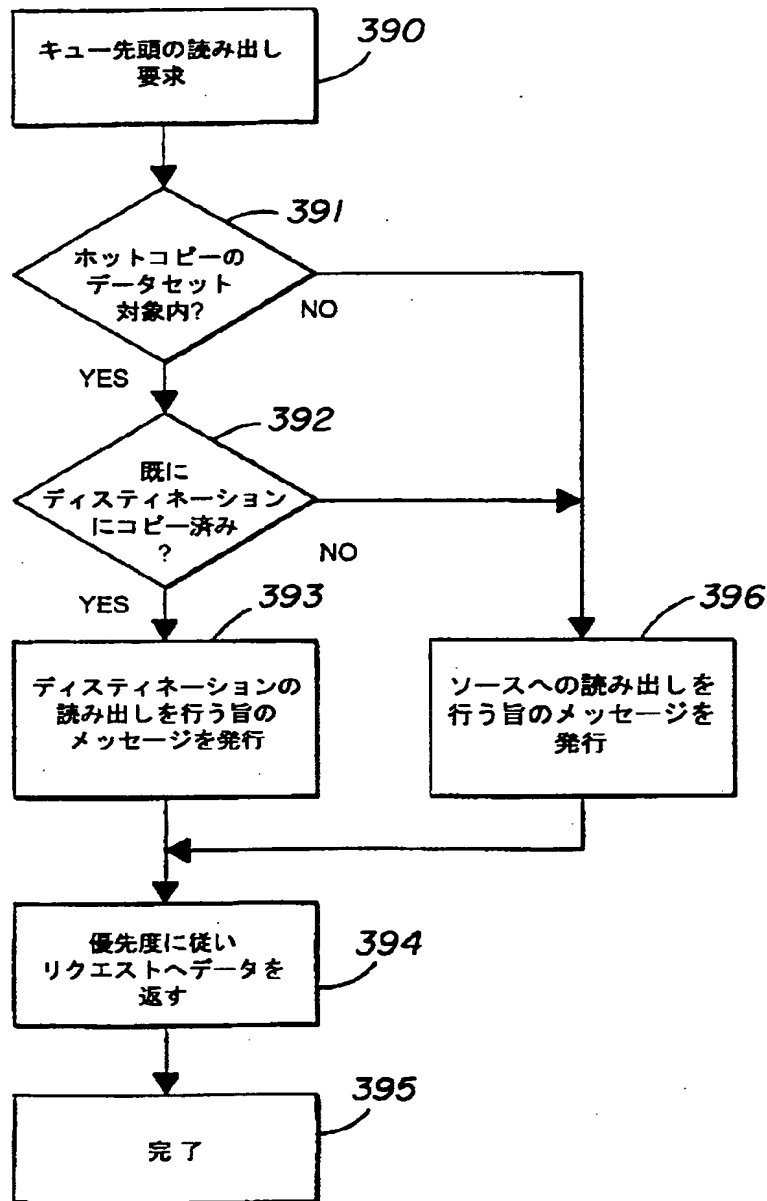 キュー先頭の読み出し
要求
390
391
ホットコピーの
データセット
対象内?
NO
YES
392
既に
ディスティネーション
にコピー済み
?
NO
YES
393
ディスティネーションの
読み出しを行う旨の
メッセージを発行
396
ソースへの読み出しを
行う旨のメッセージを
発行
優先度に従い
リクエストへデータを
返す
394
395
完了